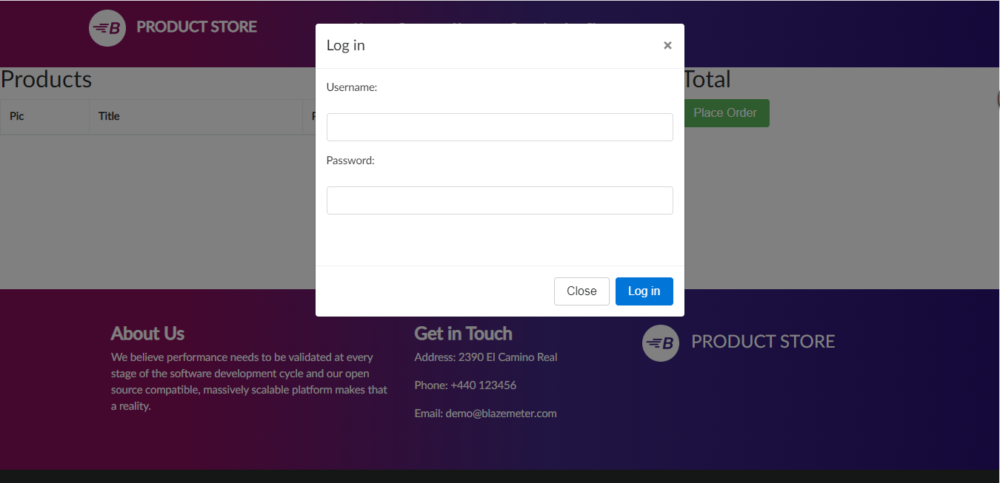 B PRODUCT STORE
Log in ×
Products
Total
Username:
Pic Title
Place Order
Password:
Close Log in
About Us
We believe performance needs to be validated at every
stage of the software development cycle and our open
source compatible, massively scalable platform makes that
a reality.
Get in Touch
Address: 2390 El Camino Real
Phone: +440 123456
Email: demo@blazemeter.com
B PRODUCT STORE